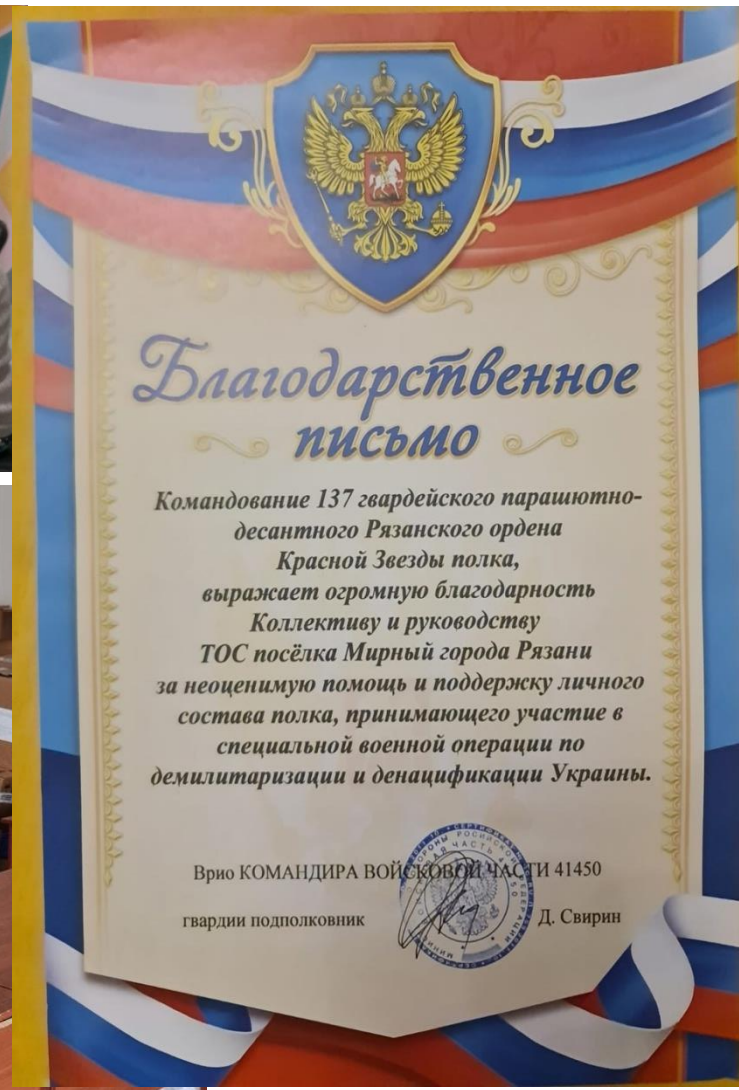 Благодарственное
письмо
Командование 137 гвардейского парашютно-
десантного Рязанского ордена
Красной Звезды полка,
выражает огромную благодарность
Коллективу и руководству
ТОС посёлка Мирный города Рязани
за неоценимую помощь и поддержку личного
состава полка, принимающего участие в
специальной военной операции по
демилитаризации и денацификации Украины.
Врио КОМАНДИРА ВОЙСКОВОЙ ЧАСТИ 41450
гвардии подполковник Д. Свирин